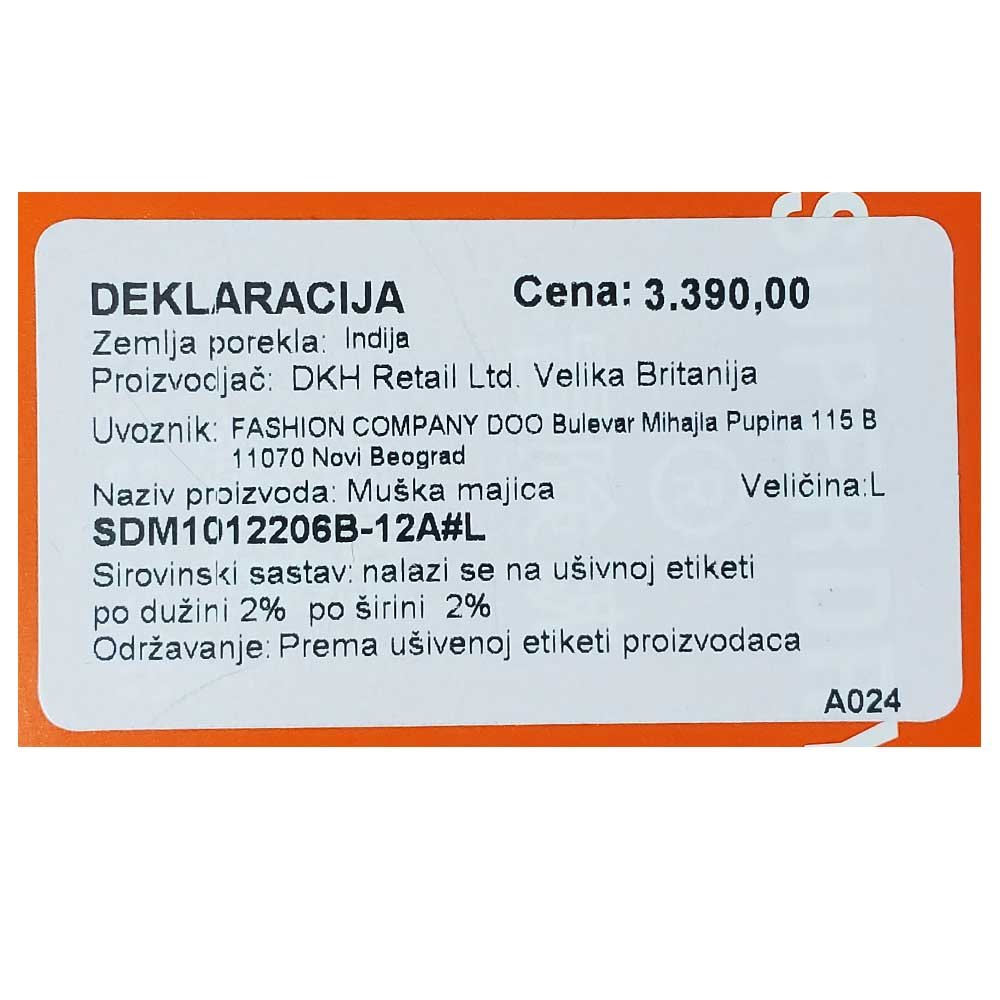 DEKLARACIJA Cena: 3.390,00
Zemlja porekla: Indija
Proizvodjač: DKH Retail Ltd. Velika Britanija
Uvoznik: FASHION COMPANY DOO Bulevar Mihajla Pupina 115 B
11070 Novi Beograd
Naziv proizvoda: Muška majica Veličina:L
SDM1012206B-12A#L
Sirovinski sastav: nalazi se na ušivnoj etiketi
po dužini 2% po širini 2%
Održavanje: Prema ušivenoj etiketi proizvodaca
A024
SUPERDRY